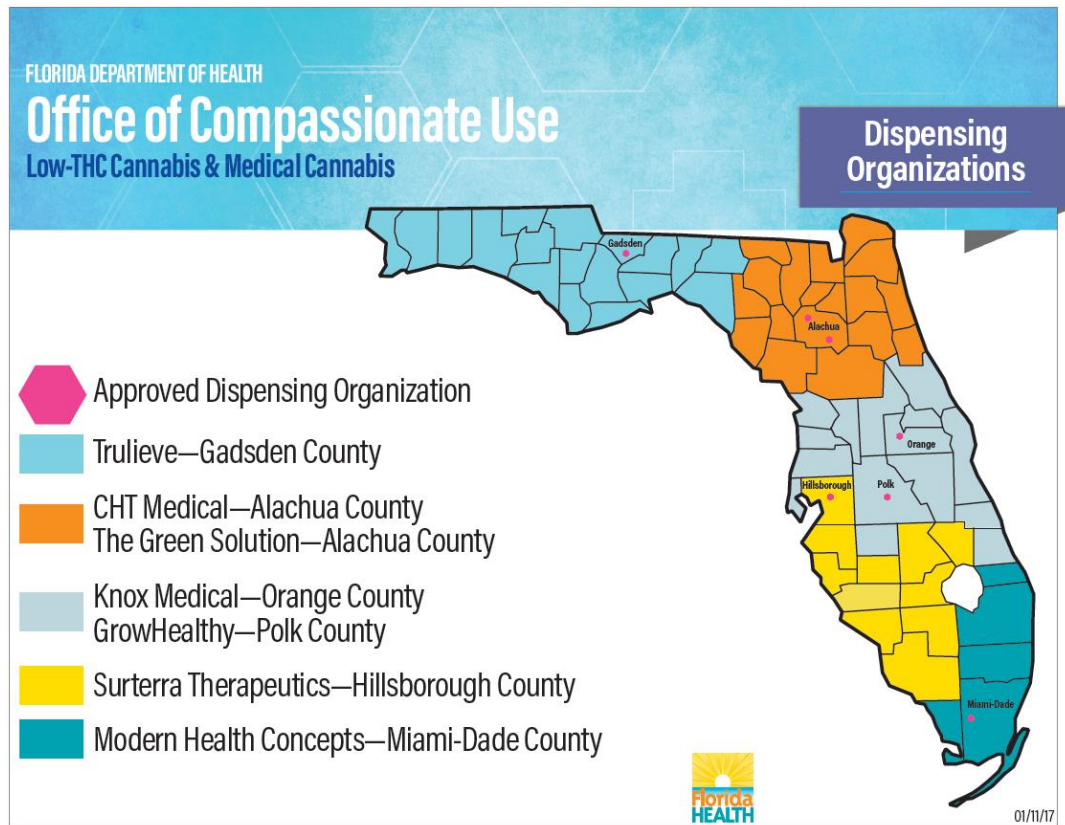 FLORIDA DEPARTMENT OF HEALTH
Office of Compassionate Use
Low-THC Cannabis & Medical Cannabis
Dispensing
Organizations
Gadsden
Alachua
Orange
Hillsborough
Polk
Miami-Dade
Approved Dispensing Organization
Trulieve—Gadsden County
CHT Medical—Alachua County
The Green Solution—Alachua County
Knox Medical—Orange County
GrowHealthy—Polk County
Surterra Therapeutics—Hillsborough County
Modern Health Concepts—Miami-Dade County
Florida
HEALTH
01/11/17